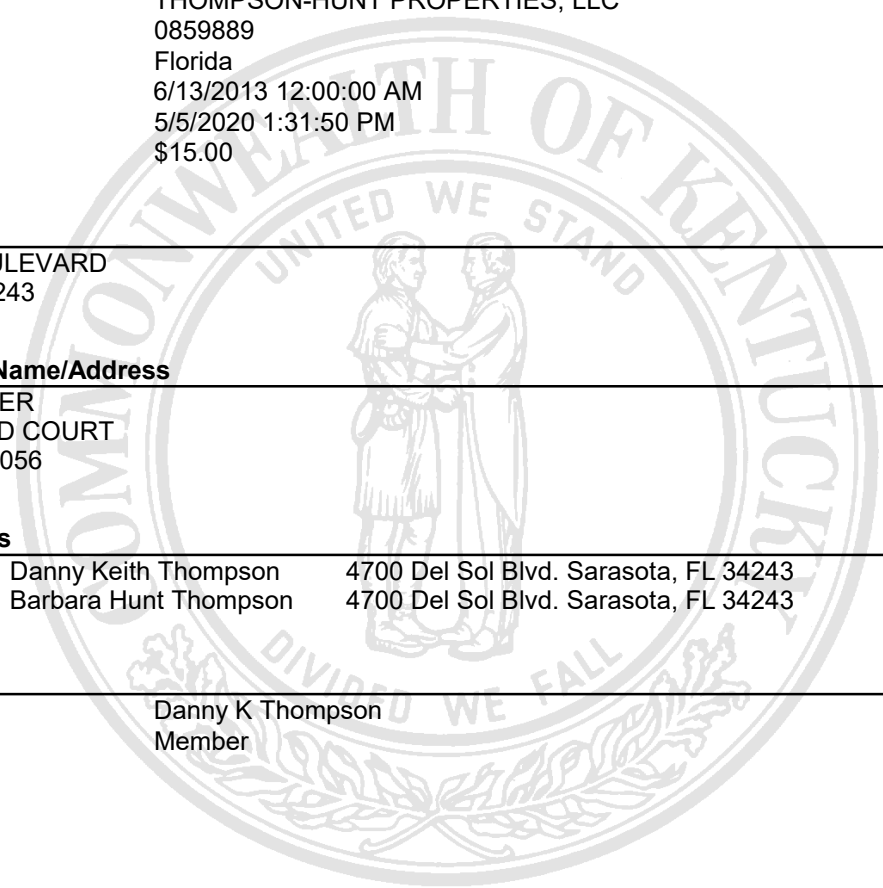 THOMPSON-HUNT PROPERTIES, LLC
0859889
Florida
6/13/2013 12:00:00 AM
5/5/2020 1:31:50 PM
$15.00
COMMONWEALTH OF KENTUCKY
UNITED WE STAND
ULEVARD
243
Name/Address
ER
D COURT
056
s
Danny Keith Thompson 4700 Del Sol Blvd. Sarasota, FL 34243
Barbara Hunt Thompson 4700 Del Sol Blvd. Sarasota, FL 34243
DIVIDED WE FALL
Danny K Thompson
Member